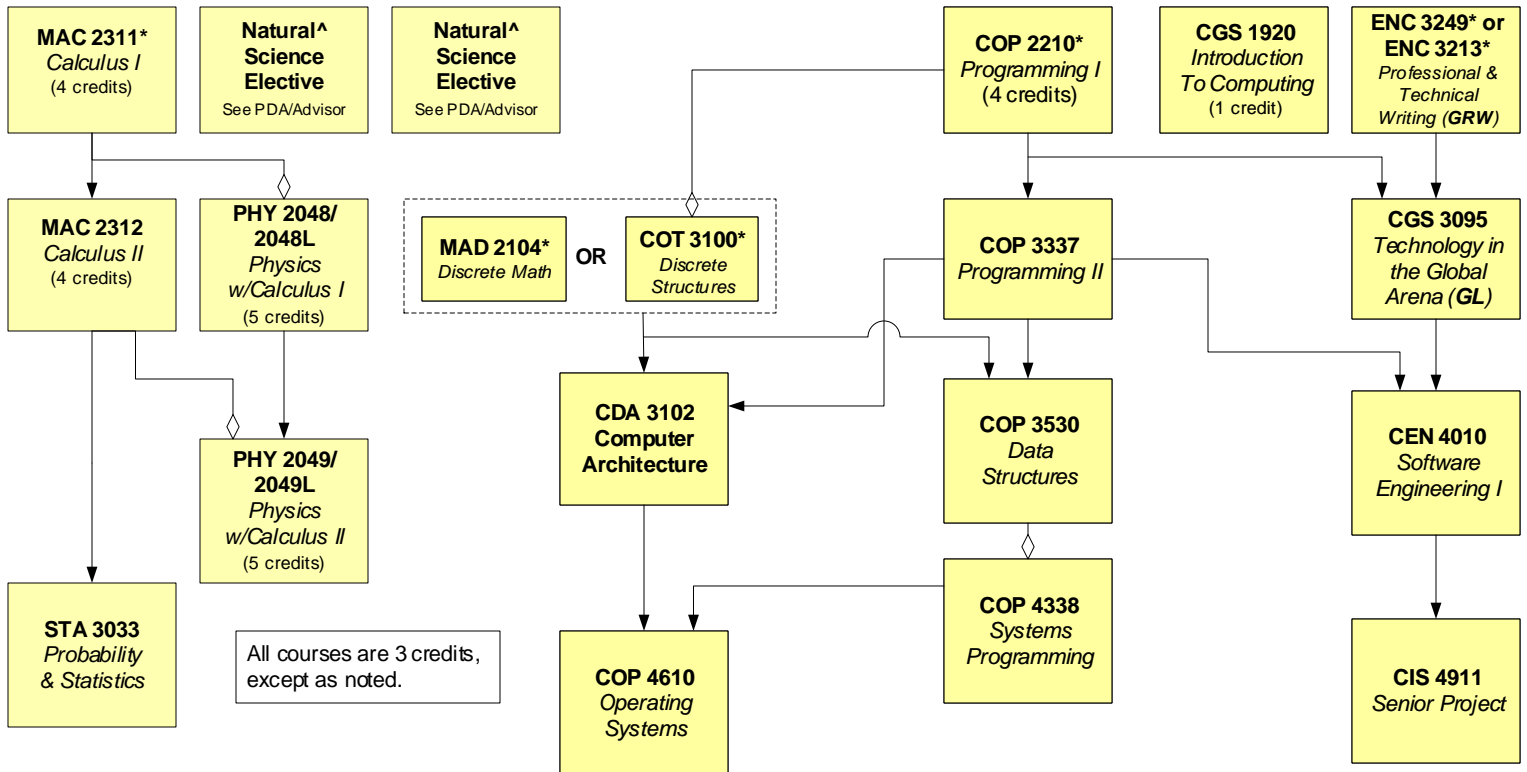 MAC 2311*
Calculus I
(4 credits)
Natural^
Science
Elective
See PDA/Advisor
Natural^
Science
Elective
See PDA/Advisor
COP 2210*
Programming I
(4 credits)
CGS 1920
Introduction
To Computing
(1 credit)
ENC 3249* or
ENC 3213*
Professional &
Technical
Writing (GRW)
MAC 2312
Calculus II
(4 credits)
PHY 2048/
2048L
Physics
w/Calculus I
(5 credits)
MAD 2104*
Discrete Math
OR
COT 3100*
Discrete
Structures
COP 3337
Programming II
CGS 3095
Technology in
the Global
Arena (GL)
CDA 3102
Computer
Architecture
COP 3530
Data
Structures
CEN 4010
Software
Engineering I
PHY 2049/
2049L
Physics
w/Calculus II
(5 credits)
STA 3033
Probability
& Statistics
All courses are 3 credits,
except as noted.
COP 4610
Operating
Systems
COP 4338
Systems
Programming
CIS 4911
Senior Project